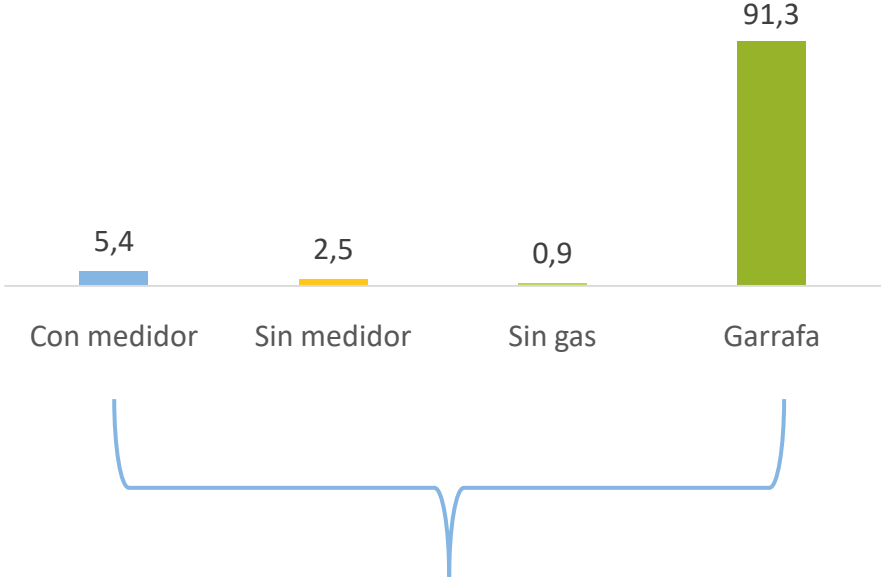 91,3
5,4
2,5
0,9
Con medidor
Sin medidor
Sin gas
Garrafa